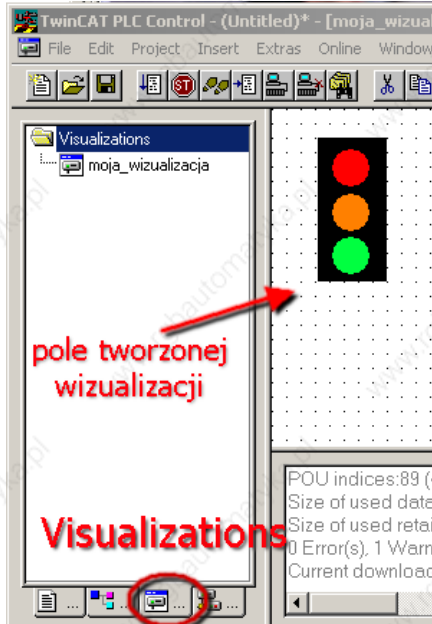 TwinCAT PLC Control - (Untitled)* - [moja_wizual
File Edit Project Insert Extras Online Window
Visualizations
moja_wizualizacja
pole tworzonej
wizualizacji
POU indices:89 (
Size of used data
Size of used retai
0 Error(s), 1 Warn
Current download
Visualizations
... ... ... ...